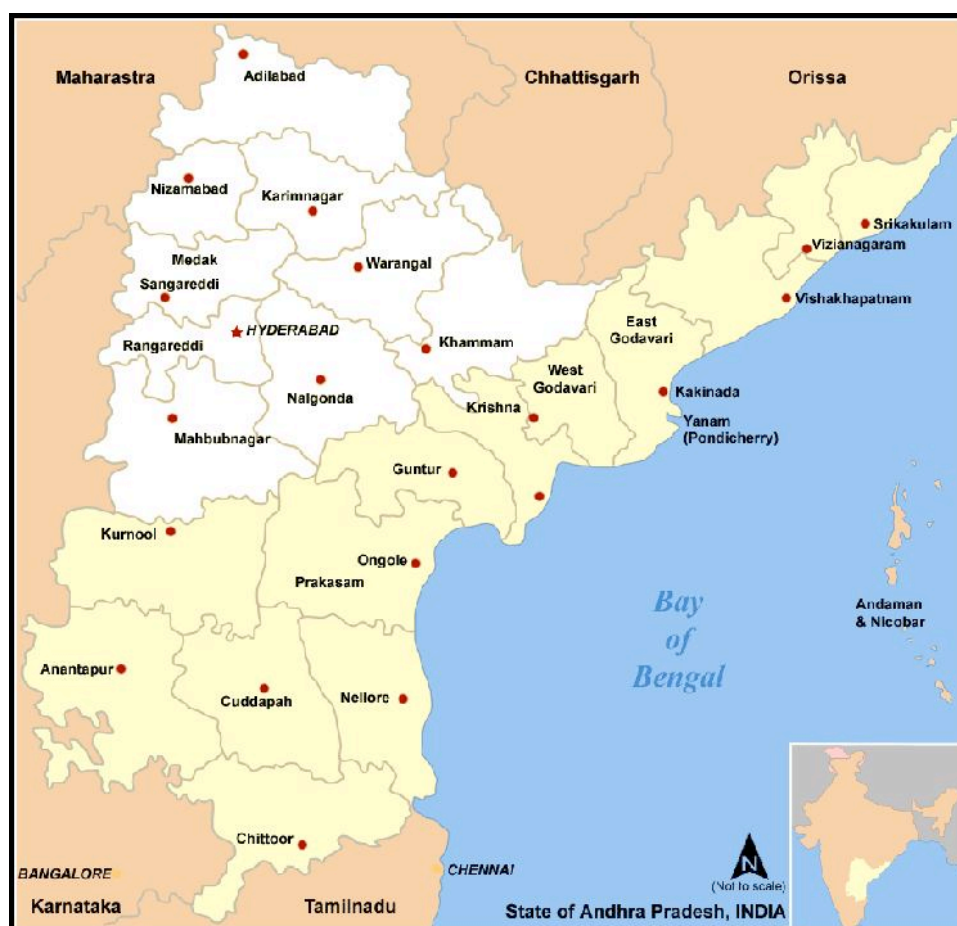 Maharastra
Chhattisgarh
Orissa
Adilabad
Nizamabad
Karimnagar
Srikakulam
Vizianagaram
Medak
Warangal
Sangareddi
Vishakhapatnam
HYDERABAD
East
Godavari
Rangareddi
Khammam
West
Godavari
Nalgonda
Kakinada
Krishna
Yanam
(Pondicherry)
Mahbubnagar
Guntur
Kurnool
Ongole
Prakasam
Bay
of
Bengal
Andaman
& Nicobar
Anantapur
Cuddapah
Nellore
Chittoor
BANGALORE
CHENNAI
N
(Not to scale)
Karnataka
Tamilnadu
State of Andhra Pradesh, INDIA